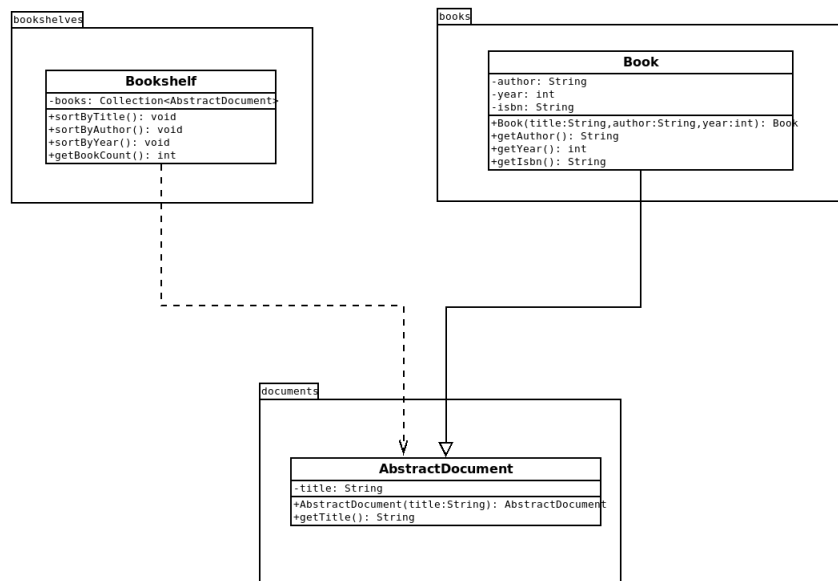 bookshelves
Bookshelf
-books: Collection<AbstractDocument>
+sortByTitle(): void
+sortByAuthor(): void
+sortByYear(): void
+getBookCount(): int
books
Book
-author: String
-year: int
-isbn: String
+Book(title:String,author:String,year:int): Book
+getAuthor(): String
+getYear(): int
+getIsbn(): String
documents
AbstractDocument
-title: String
+AbstractDocument(title:String): AbstractDocument
+getTitle(): String